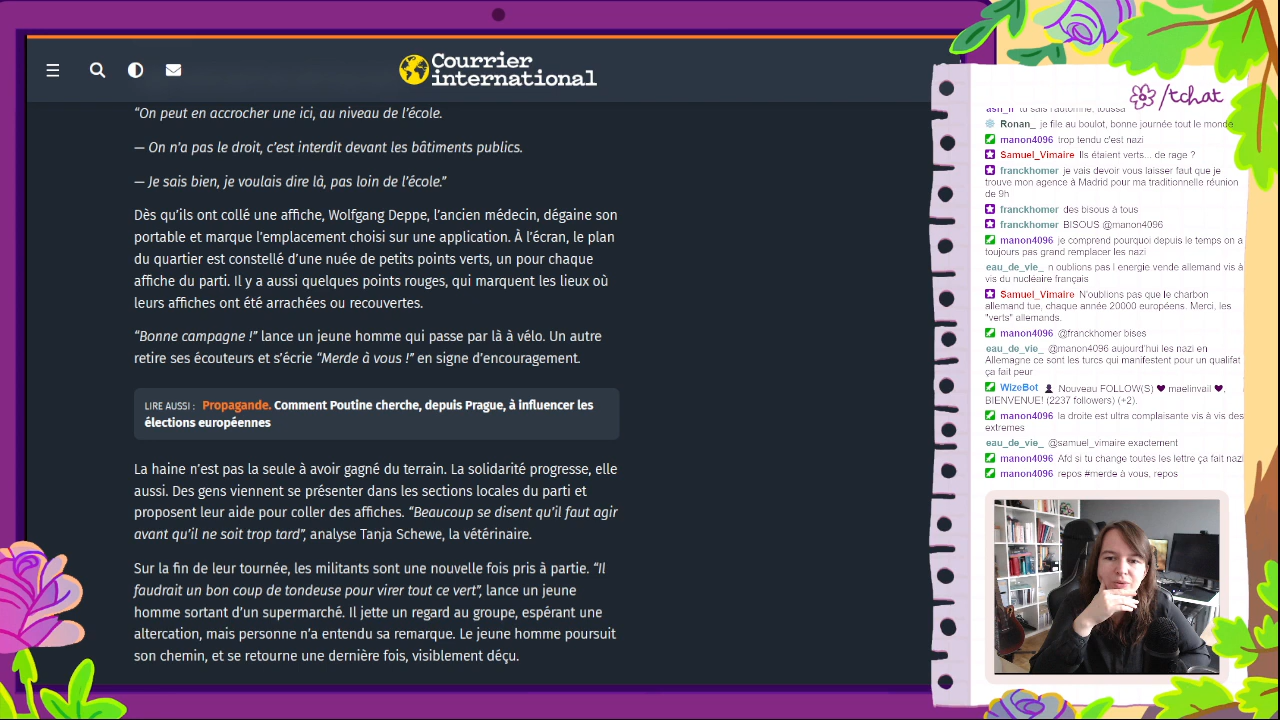 Courrier
international
“On peut en accrocher une ici, au niveau de l’école.
— On n’a pas le droit, c’est interdit devant les bâtiments publics.
— Je sais bien, je voulais dire là, pas loin de l’école.”
Dès qu’ils ont collé une affiche, Wolfgang Deppe, l’ancien médecin, dégaine son
portable et marque l’emplacement choisi sur une application. À l’écran, le plan
du quartier est constellé d’une nuée de petits points verts, un pour chaque
affiche du parti. Il y a aussi quelques points rouges, qui marquent les lieux où
leurs affiches ont été arrachées ou recouvertes.
“Bonne campagne !” lance un jeune homme qui passe par là à vélo. Un autre
retire ses écouteurs et s’écrie “Merde à vous !” en signe d’encouragement.
LIRE AUSSI : Propagande. Comment Poutine cherche, depuis Prague, à influencer les
élections européennes
La haine n’est pas la seule à avoir gagné du terrain. La solidarité progresse, elle
aussi. Des gens viennent se présenter dans les sections locales du parti et
proposent leur aide pour coller des affiches. “Beaucoup se disent qu’il faut agir
avant qu’il ne soit trop tard”, analyse Tanja Schewe, la vétérinaire.
Sur la fin de leur tournée, les militants sont une nouvelle fois pris à partie. “Il
faudrait un bon coup de tondeuse pour virer tout ce vert”, lance un jeune
homme sortant d’un supermarché. Il jette un regard au groupe, espérant une
altercation, mais personne n’a entendu sa remarque. Le jeune homme poursuit
son chemin, et se retourne une dernière fois, visiblement déçu.
/tchat
tu sais l'automne, toussa
Ronan_ je file au boulot, bonne journée tout le monde
manon4096 trop tendu c'est nazi
Samuel_Vimaire Ils étaient verts... de rage ?
franckhomer je vais devoir vous laisser faut que je
trouve mon agence à Madrid pour ma traditionnelle réunion
de 9h
franckhomer des bisous à tous
franckhomer BISOUS @manon4096
manon4096 je comprend pourquoi depuis le temps on a
toujours pas grand remplacer les nazi
eau_de_vie_ n oublions pas l energie vende allemand vis à
vis du nucléaire français
Samuel_Vimaire N'oublions pas que le charbon
allemand tue, chaque année 20000 européens. Merci, les
"verts" allemands.
manon4096 @franckhomer bises
eau_de_vie_ @manon4096 aujourd'hui les nazi en
Allemagne ce sont les turcs qui manifestent pour un qualifat
ça fait peur
WizeBot Nouveau FOLLOW(S) ♥ maelinvail ♥,
BIENVENUE! (2237 followers) (+2).
manon4096 la droite est ultra complaisante vis à vis des
extremes
eau_de_vie_ @samuel_vimaire exactement
manon4096 Afd si tu change toutes les lettre ça fait nazi
manon4096 repos #merde à vous, repos